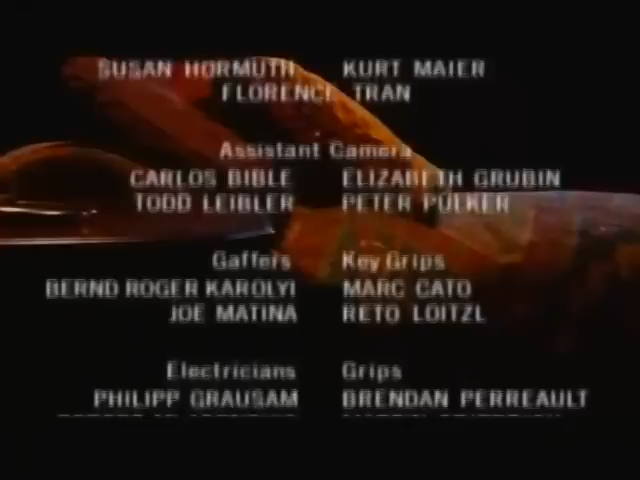 SUSAN HORMUTH KURT MAIER
FLORENCE TRAN
Assistant Camera
CARLOS BIBLE ELIZABETH GRUBIN
TODD LEIBLER PETER PULKER
Gaffers Key Grips
BERND ROGER KAROLYI MARC CATO
JOE MATINA RETO LOITZL
Electricians Grips
PHILIPP GRAUSAM BRENDAN PERREAULT